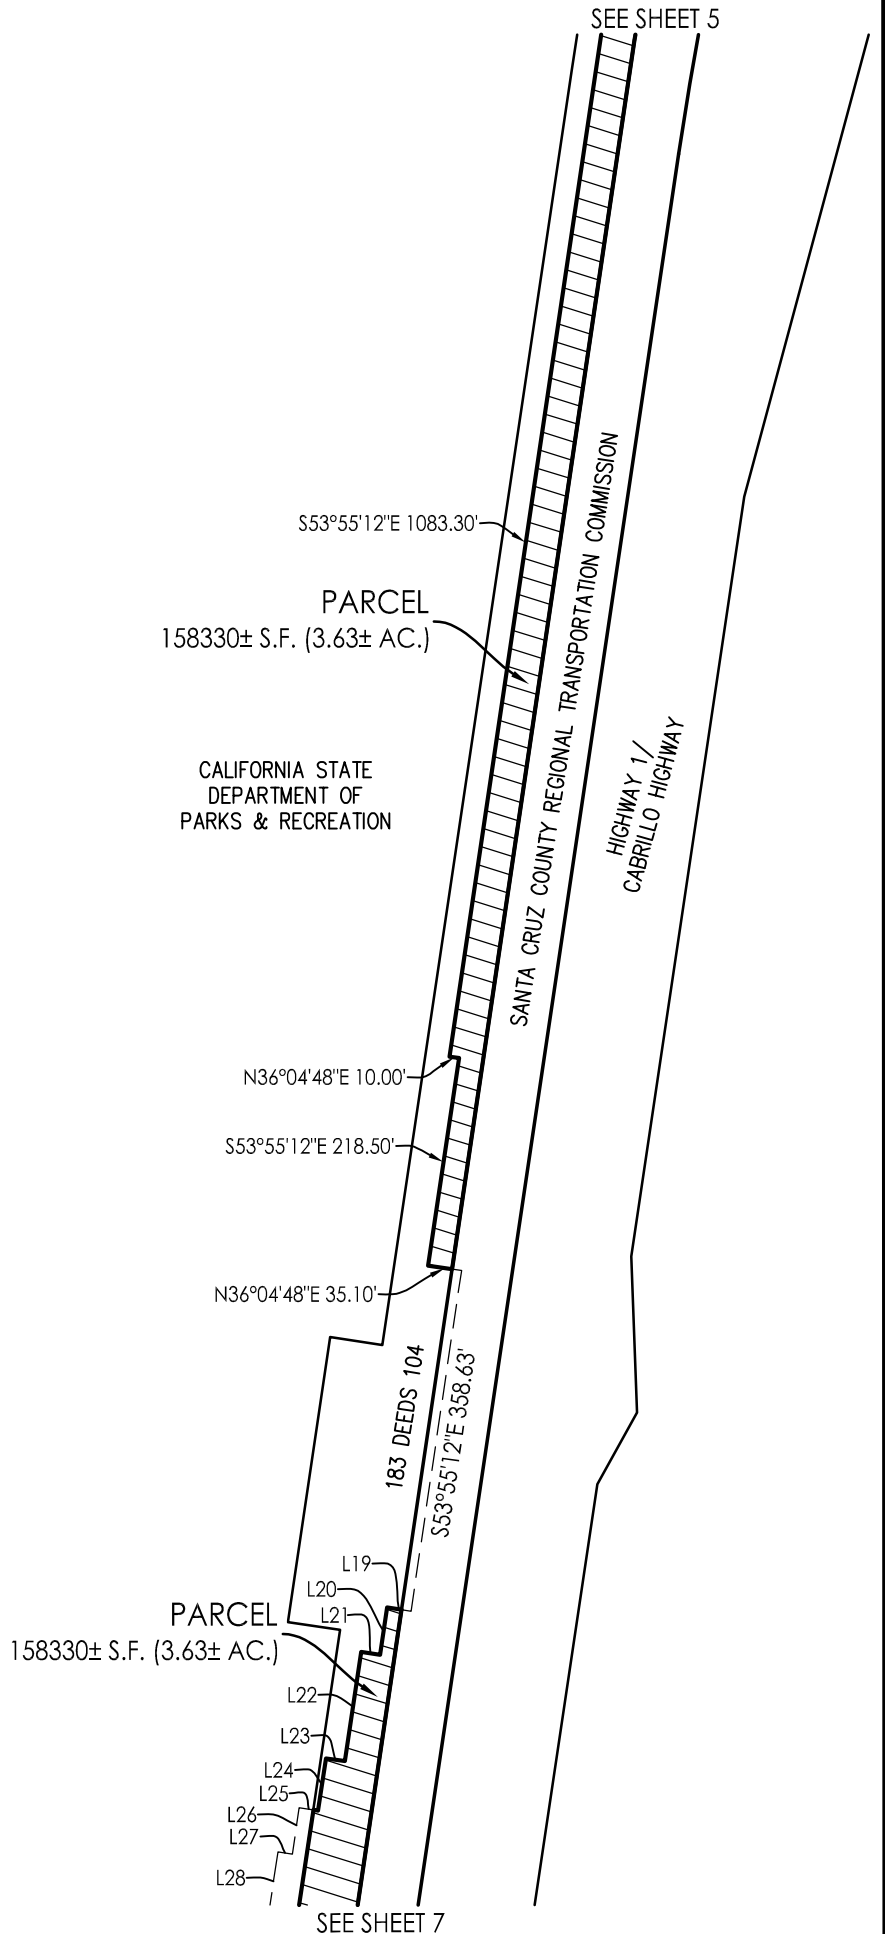 SEE SHEET 5
S53°55'12"E 1083.30'
PARCEL
158330± S.F. (3.63± AC.)
SANTA CRUZ COUNTY REGIONAL TRANSPORTATION COMMISSION
HIGHWAY 1/
CABRILLO HIGHWAY
CALIFORNIA STATE
DEPARTMENT OF
PARKS & RECREATION
N36°04'48"E 10.00'
S53°55'12"E 218.50'
N36°04'48"E 35.10'
183 DEEDS 104
S53°55'12"E 358.63'
L19
L20
L21
PARCEL
158330± S.F. (3.63± AC.)
L22
L23
L24
L25
L26
L27
L28
SEE SHEET 7